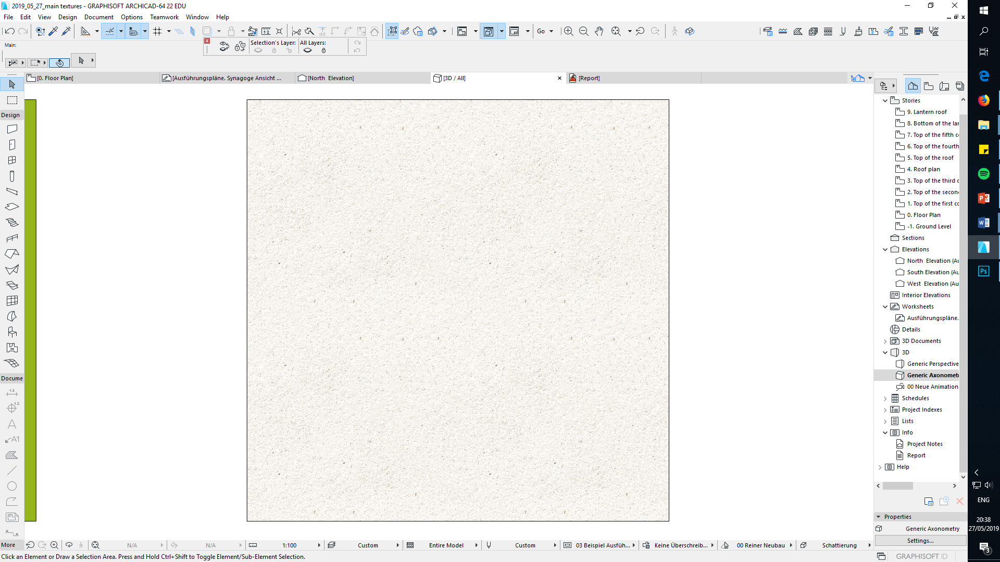 2019_05_27_main textures - GRAPHISOFT ARCHICAD-64 22 EDU
File Edit View Design Document Options Teamwork Window Help
Go
Main:
Selection's Layer: All Layers:
[0. Floor Plan] [Ausführungspläne. Synagoge Ansicht ... [North Elevation] [3D / All] [Report]
Design
Docume
More
Stories
9. Lantern roof
8. Bottom of the lar
7. Top of the fifth c
6. Top of the fourth
5. Top of the roof
4. Roof plan
3. Top of the third c
2. Top of the secon
1. Top of the first cc
0. Floor Plan
-1. Ground Level
Sections
Elevations
North Elevation (Au
South Elevation (Au
West Elevation (Au
Interior Elevations
Worksheets
Ausführungspläne.
Details
3D Documents
3D
Generic Perspective
Generic Axonometr
00 Neue Animation
Schedules
Project Indexes
Lists
Info
Project Notes
Report
Help
Properties
Generic Axonometry
Settings...
N/A N/A 1:100 Custom Entire Model Custom 03 Beispiel Ausfüh... Keine Überschreib... 00 Reiner Neubau Schattierung
Click an Element or Draw a Selection Area. Press and Hold Ctrl+Shift to Toggle Element/Sub-Element Selection.
GRAPHISOFT ID
Ps
ENG
20:38
27/05/2019
3